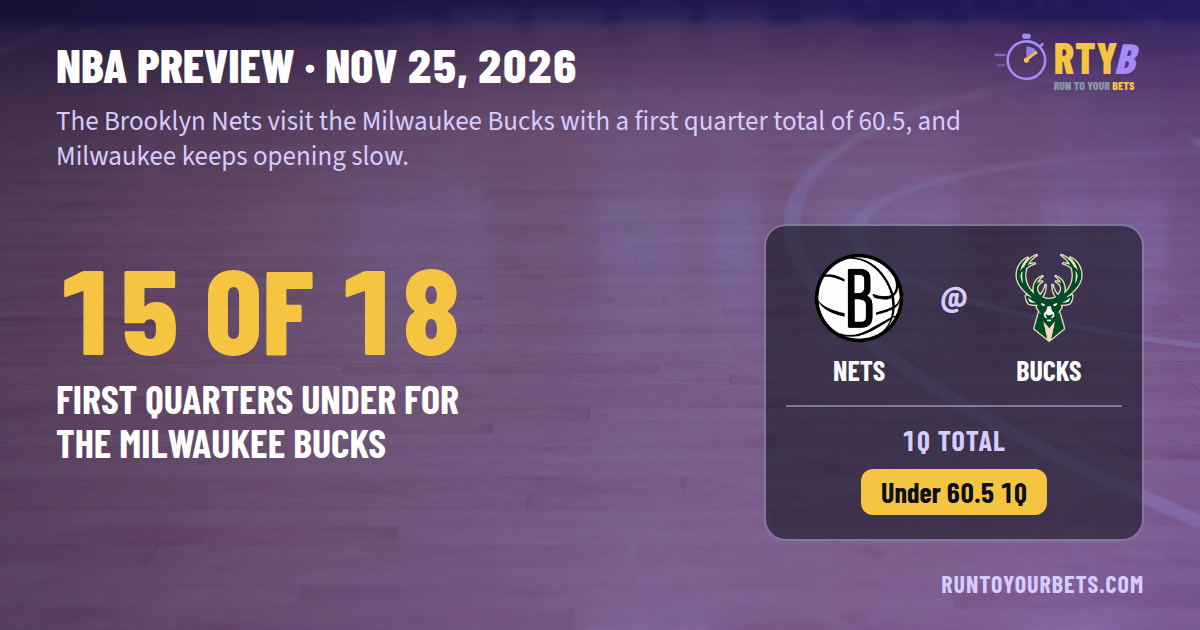 NBA PREVIEW · NOV 25, 2026
RTYB
RUN TO YOUR BETS
The Brooklyn Nets visit the Milwaukee Bucks with a first quarter total of 60.5, and
Milwaukee keeps opening slow.
15 OF 18
FIRST QUARTERS UNDER FOR
THE MILWAUKEE BUCKS
B
@
NETS
BUCKS
1Q TOTAL
Under 60.5 1Q
RUNTOYOURBETS.COM